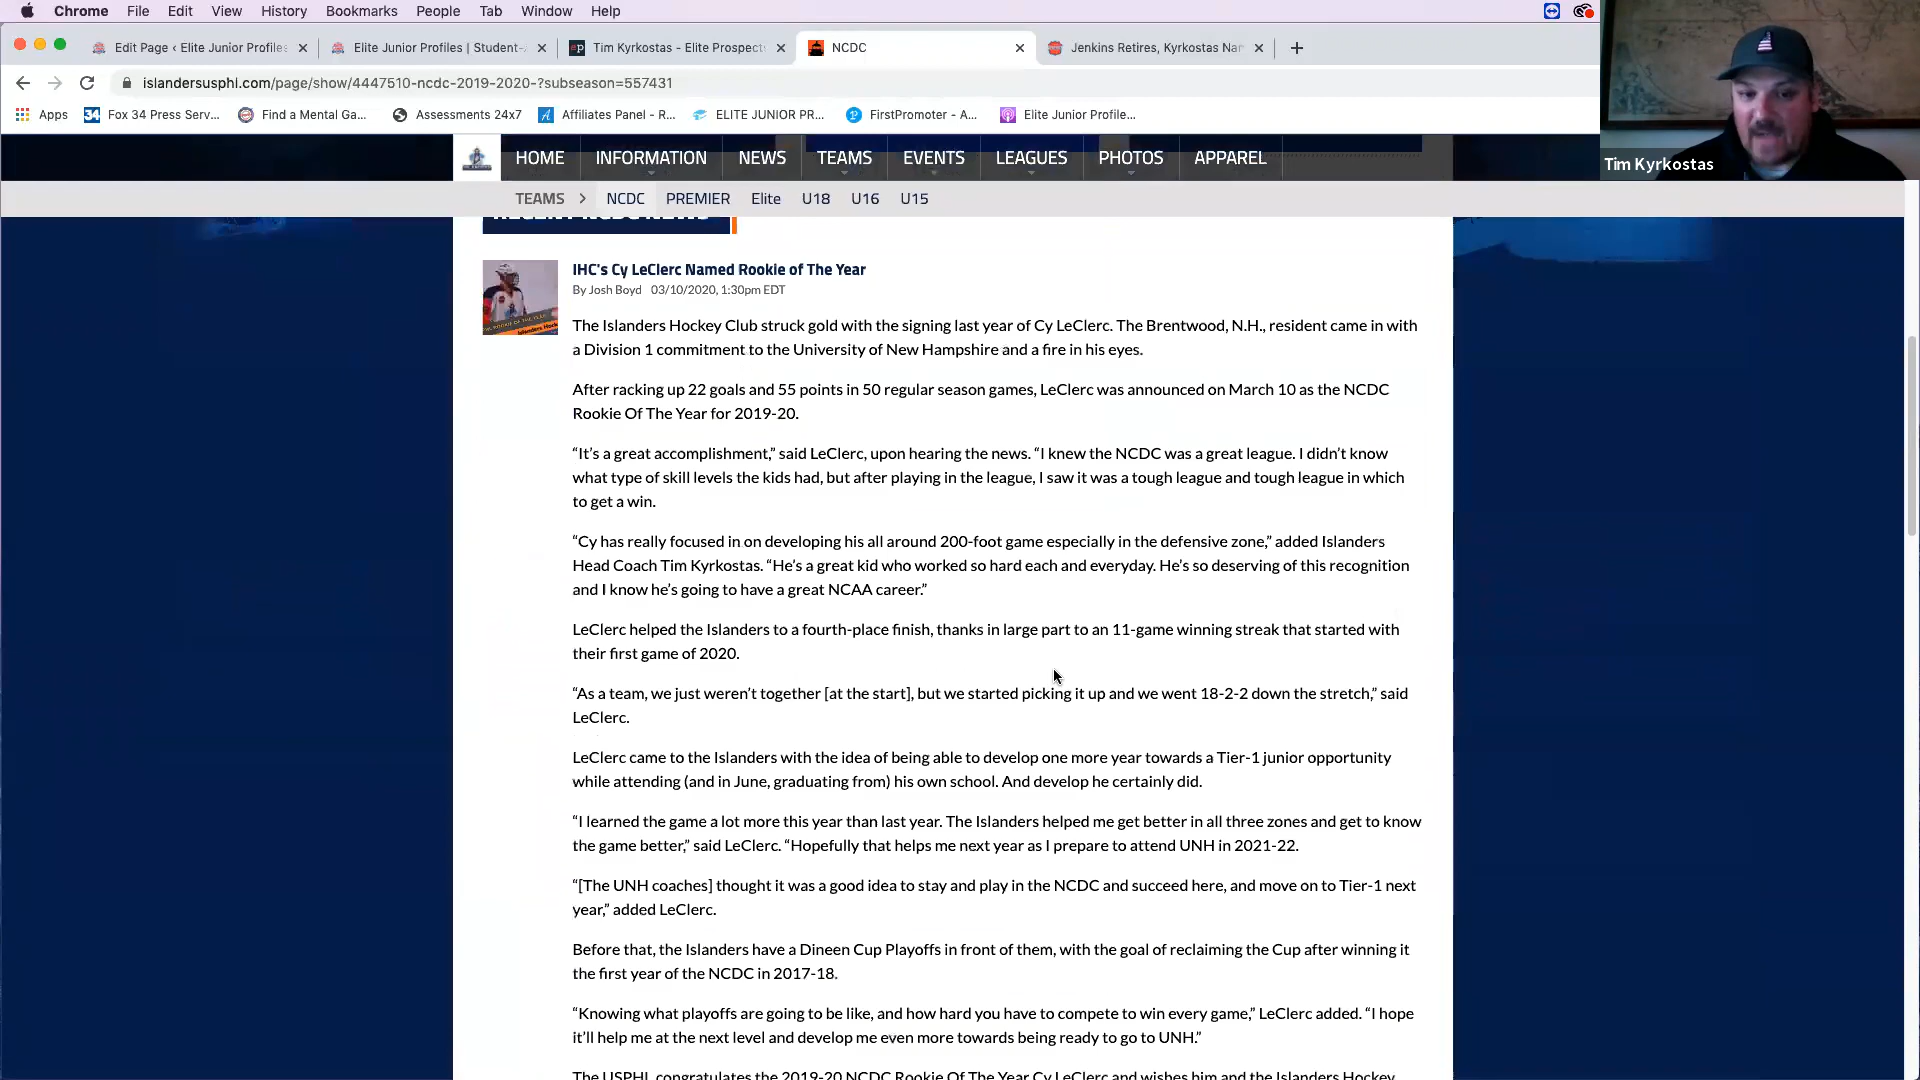 Chrome File Edit View History Bookmarks People Tab Window Help
Edit Page ‹ Elite Junior Profiles
Elite Junior Profiles | Student-
Tim Kyrkostas - Elite Prospect
NCDC
Jenkins Retires, Kyrkostas Na
islandersusphl.com/page/show/4447510-ncdc-2019-2020-?subseason=557431
Apps 34 Fox 34 Press Serv... Find a Mental Ga... Assessments 24x7 Affiliates Panel - R... ELITE JUNIOR PR... FirstPromoter - A... Elite Junior Profile...
Tim Kyrkostas
HOME INFORMATION NEWS TEAMS EVENTS LEAGUES PHOTOS APPAREL
TEAMS > NCDC PREMIER Elite U18 U16 U15
IHC's Cy LeClerc Named Rookie of The Year
By Josh Boyd 03/10/2020, 1:30pm EDT
The Islanders Hockey Club struck gold with the signing last year of Cy LeClerc. The Brentwood, N.H., resident came in with
a Division 1 commitment to the University of New Hampshire and a fire in his eyes.
After racking up 22 goals and 55 points in 50 regular season games, LeClerc was announced on March 10 as the NCDC
Rookie Of The Year for 2019-20.
“It’s a great accomplishment,” said LeClerc, upon hearing the news. “I knew the NCDC was a great league. I didn’t know
what type of skill levels the kids had, but after playing in the league, I saw it was a tough league and tough league in which
to get a win.
“Cy has really focused in on developing his all around 200-foot game especially in the defensive zone,” added Islanders
Head Coach Tim Kyrkostas. “He’s a great kid who worked so hard each and everyday. He’s so deserving of this recognition
and I know he’s going to have a great NCAA career.”
LeClerc helped the Islanders to a fourth-place finish, thanks in large part to an 11-game winning streak that started with
their first game of 2020.
“As a team, we just weren’t together [at the start], but we started picking it up and we went 18-2-2 down the stretch,” said
LeClerc.
LeClerc came to the Islanders with the idea of being able to develop one more year towards a Tier-1 junior opportunity
while attending (and in June, graduating from) his own school. And develop he certainly did.
“I learned the game a lot more this year than last year. The Islanders helped me get better in all three zones and get to know
the game better,” said LeClerc. “Hopefully that helps me next year as I prepare to attend UNH in 2021-22.
“[The UNH coaches] thought it was a good idea to stay and play in the NCDC and succeed here, and move on to Tier-1 next
year,” added LeClerc.
Before that, the Islanders have a Dineen Cup Playoffs in front of them, with the goal of reclaiming the Cup after winning it
the first year of the NCDC in 2017-18.
“Knowing what playoffs are going to be like, and how hard you have to compete to win every game,” LeClerc added. “I hope
it’ll help me at the next level and develop me even more towards being ready to go to UNH.”
The USPHL congratulates the 2019-20 NCDC Rookie Of The Year Cy LeClerc and wishes him and the Islanders Hockey